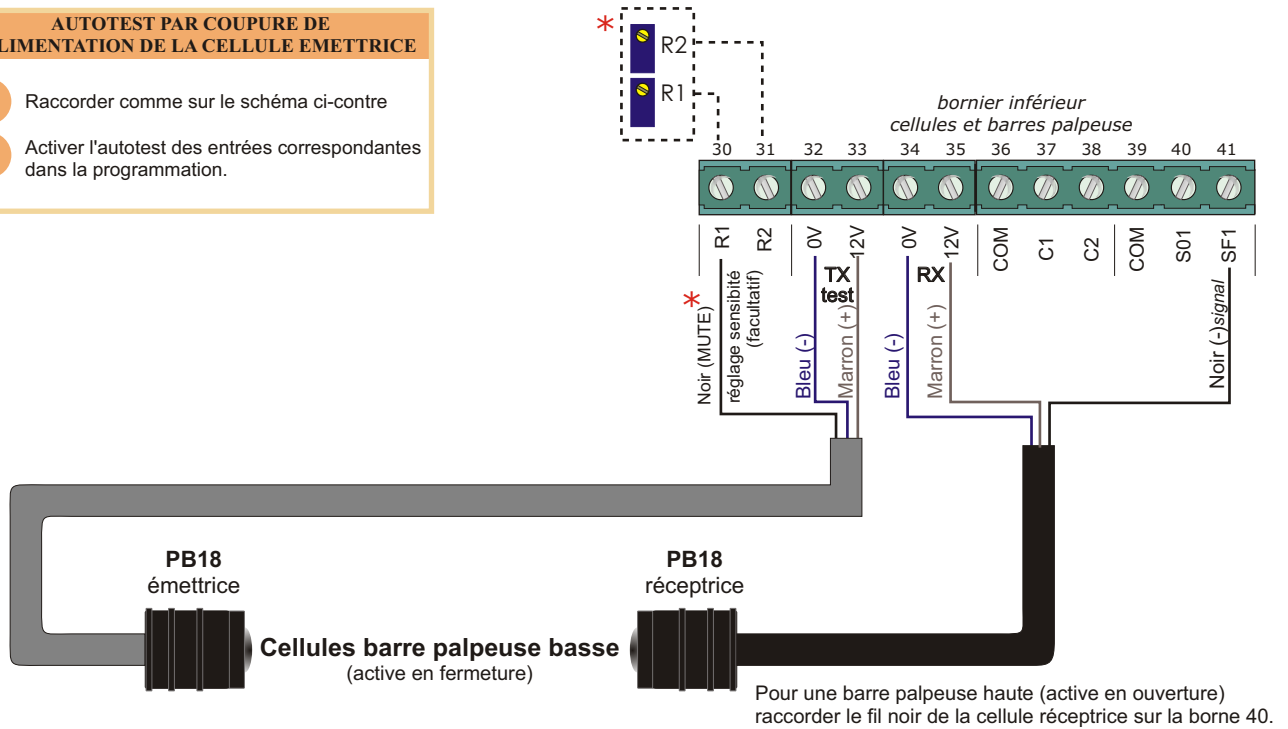 AUTOTEST PAR COUPURE DE
LIMENTATION DE LA CELLULE EMETTRICE
Raccorder comme sur le schéma ci-contre
Activer l'autotest des entrées correspondantes
dans la programmation.
*
R2
R1
bornier inférieur
cellules et barres palpeuse
30 31 32 33 34 35 36 37 38 39 40 41
R1 R2 0V 12V 0V 12V COM C1 C2 COM S01 SF1
TX
test
RX
*
Noir (MUTE)
réglage sensibité
(facultatif)
Bleu (-)
Marron (+)
Bleu (-)
Marron (+)
Noir (-)signal
PB18
émettrice
PB18
réceptrice
Cellules barre palpeuse basse
(active en fermeture)
Pour une barre palpeuse haute (active en ouverture)
raccorder le fil noir de la cellule réceptrice sur la borne 40.